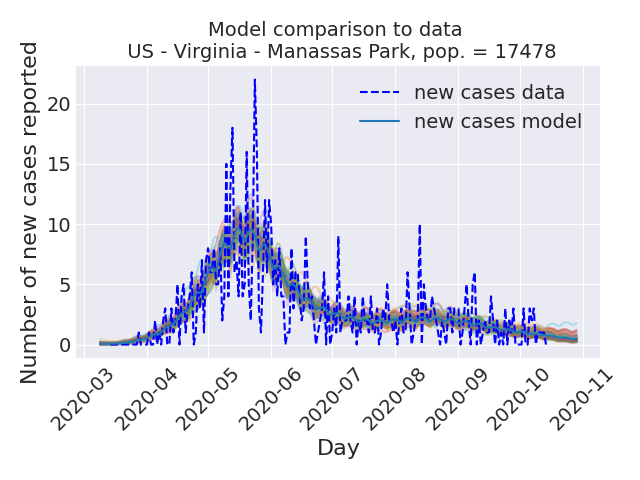 Model comparison to data
US - Virginia - Manassas Park, pop. = 17478
Number of new cases reported
20
15
10
5
0
new cases data
new cases model
2020-03
2020-04
2020-05
2020-06
2020-07
2020-08
2020-09
2020-10
2020-11
Day